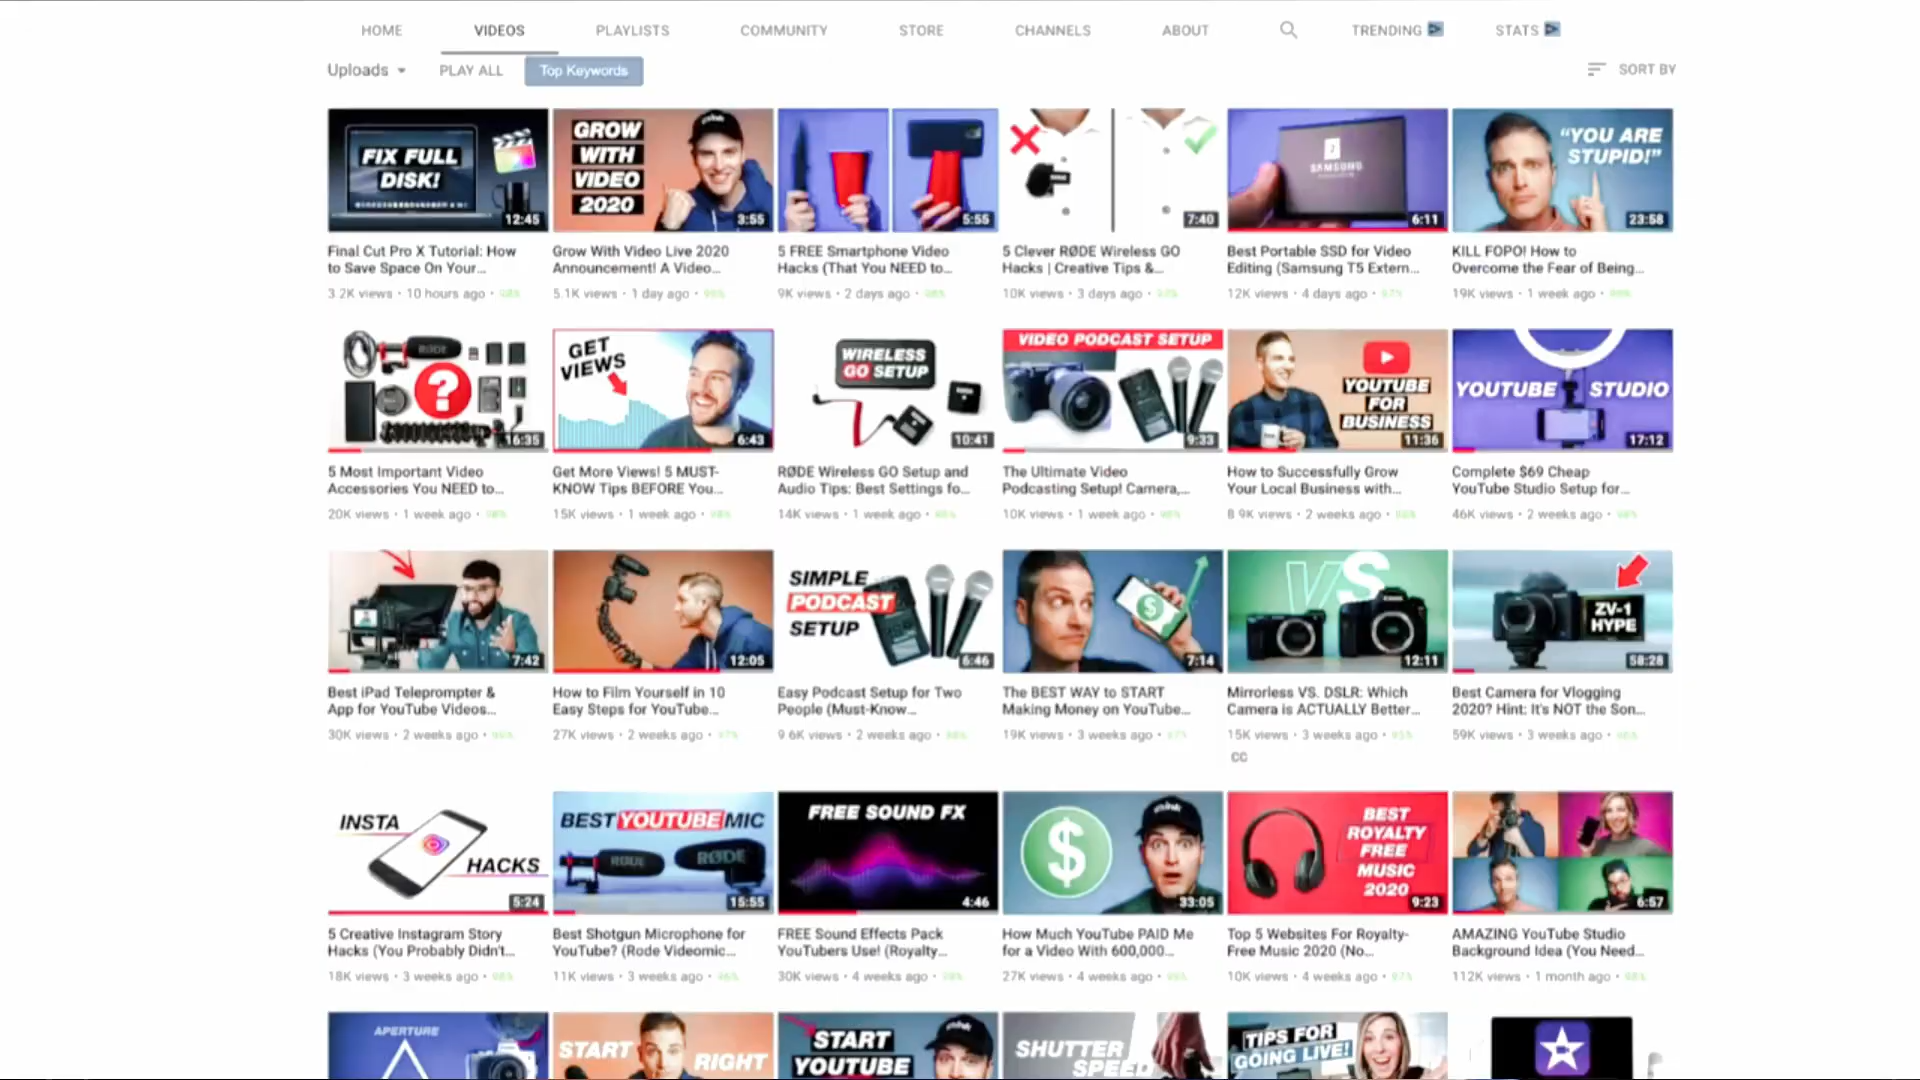 HOME
VIDEOS
PLAYLISTS
COMMUNITY
STORE
CHANNELS
ABOUT
TRENDING
STATS
Uploads
PLAY ALL
Top Keywords
SORT BY
FIX FULL
DISK!
12:45
GROW
WITH
VIDEO
2020
3:55
5:55
7:40
SAMSUNG
6:11
"YOU ARE
STUPID!"
23:58
Final Cut Pro X Tutorial: How
to Save Space On Your...
3.2K views • 10 hours ago • 98%
Grow With Video Live 2020
Announcement! A Video...
5.1K views • 1 day ago
5 FREE Smartphone Video
Hacks (That You NEED to...
9K views • 2 days ago
5 Clever RØDE Wireless GO
Hacks | Creative Tips &...
10K views • 3 days ago
Best Portable SSD for Video
Editing (Samsung T5 Extern...
12K views • 4 days ago • 97%
KILL FOPO! How to
Overcome the Fear of Being...
19K views • 1 week ago
RØDE
?
16:35
GET
VIEWS
6:43
WIRELESS
GO SETUP
10:41
VIDEO PODCAST SETUP
9:33
YOUTUBE
FOR
BUSINESS
11:36
YOUTUBE STUDIO
17:12
5 Most Important Video
Accessories You NEED to...
20K views • 1 week ago • 98%
Get More Views! 5 MUST-
KNOW Tips BEFORE You...
15K views • 1 week ago • 98%
RØDE Wireless GO Setup and
Audio Tips: Best Settings fo...
14K views • 1 week ago
The Ultimate Video
Podcasting Setup! Camera,...
10K views • 1 week ago • 98%
How to Successfully Grow
Your Local Business with...
8.9K views • 2 weeks ago
Complete $69 Cheap
YouTube Studio Setup for...
46K views • 2 weeks ago • 98%
7:42
12:05
SIMPLE
PODCAST
SETUP
6:46
$
7:14
VS
12:11
ZV-1
HYPE
58:28
Best iPad Teleprompter &
App for YouTube Videos...
30K views • 2 weeks ago
How to Film Yourself in 10
Easy Steps for YouTube...
27K views • 2 weeks ago • 97%
Easy Podcast Setup for Two
People (Must-Know...
9.6K views • 2 weeks ago
The BEST WAY to START
Making Money on YouTube...
19K views • 3 weeks ago • 97%
Mirrorless VS. DSLR: Which
Camera is ACTUALLY Better...
15K views • 3 weeks ago • 95%
CC
Best Camera for Vlogging
2020? Hint: It's NOT the Son...
59K views • 3 weeks ago
INSTA
HACKS
5:24
BEST YOUTUBE MIC
RØDE
RØDE
15:55
FREE SOUND FX
4:46
$
33:05
BEST
ROYALTY
FREE
MUSIC
2020
9:23
6:57
5 Creative Instagram Story
Hacks (You Probably Didn't...
18K views • 3 weeks ago • 98%
Best Shotgun Microphone for
YouTube? (Rode Videomic...
11K views • 3 weeks ago • 96%
FREE Sound Effects Pack
YouTubers Use! (Royalty...
30K views • 4 weeks ago
How Much YouTube PAID Me
for a Video With 600,000...
27K views • 4 weeks ago
Top 5 Websites For Royalty-
Free Music 2020 (No...
10K views • 4 weeks ago • 97%
AMAZING YouTube Studio
Background Idea (You Need...
112K views • 1 month ago • 98%
APERTURE
START RIGHT
START
YOUTUBE
SHUTTER
SPEED
TIPS FOR
GOING LIVE!